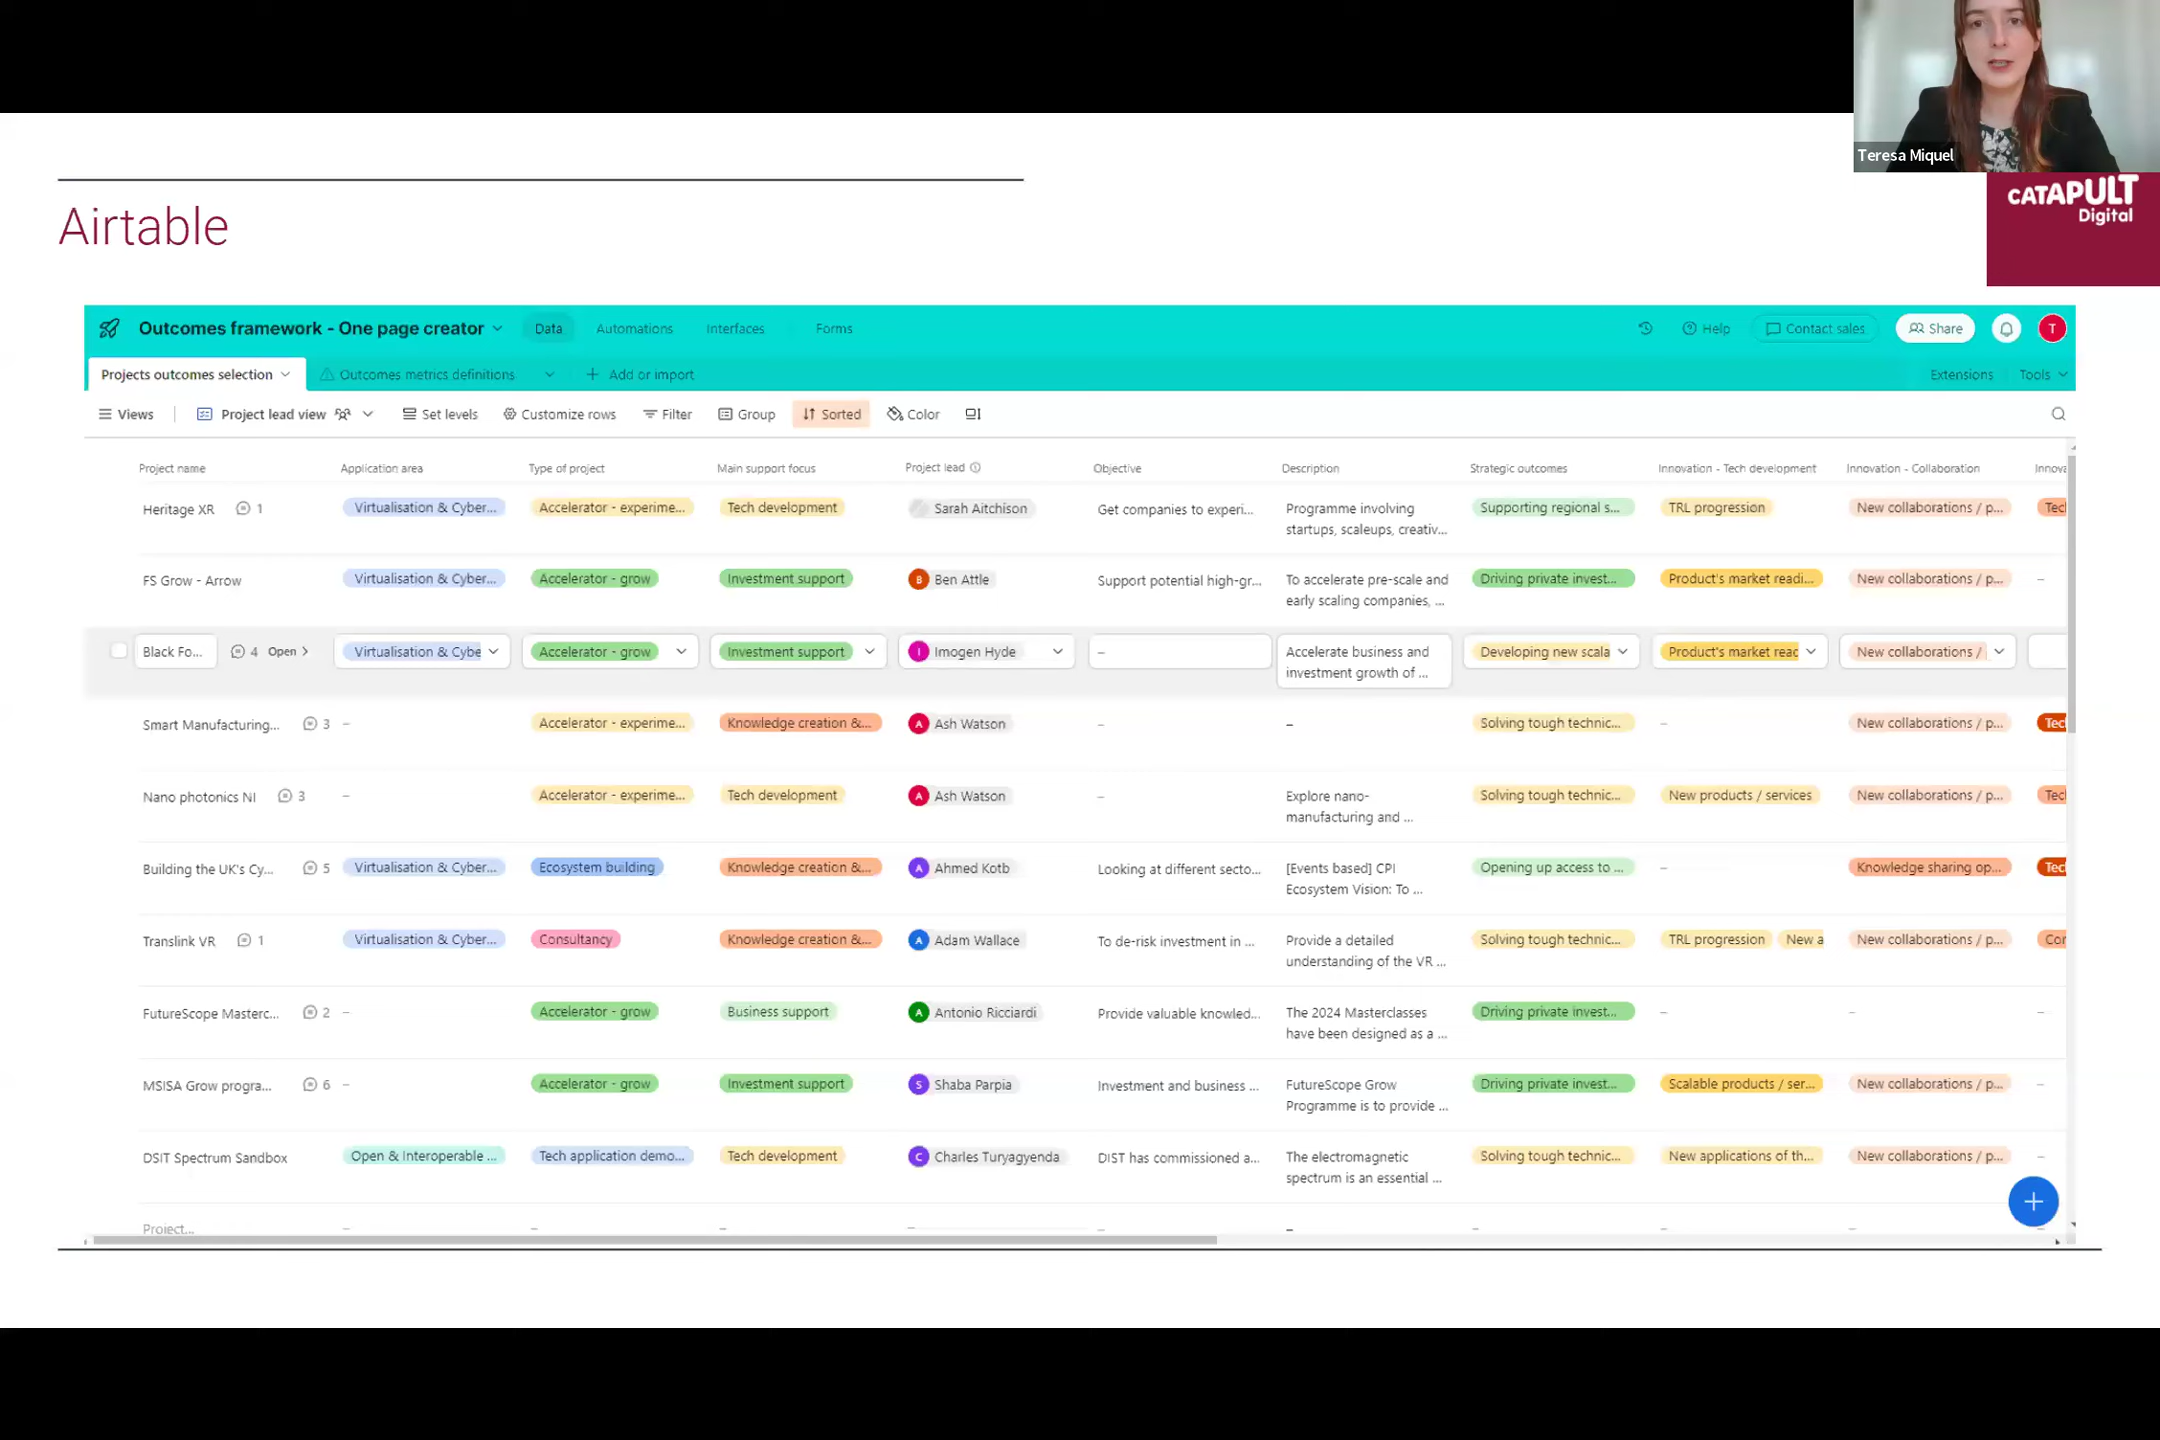 Teresa Miquel
CATAPULT
Digital
Airtable
Outcomes framework - One page creator Data Automations Interfaces Forms Help Contact sales Share T
Projects outcomes selection Outcomes metrics definitions + Add or import Extensions Tools
Views Project lead view Set levels Customize rows Filter Group Sorted Color
Project name Application area Type of project Main support focus Project lead Objective Description Strategic outcomes Innovation - Tech development Innovation - Collaboration Innova
Heritage XR 1 Virtualisation & Cyber... Accelerator - experime... Tech development Sarah Aitchison Get companies to experi... Programme involving Supporting regional s... TRL progression New collaborations / p... Tecl
startups, scaleups, creativ...
FS Grow - Arrow Virtualisation & Cyber... Accelerator - grow Investment support B Ben Attle Support potential high-gr... To accelerate pre-scale and Driving private invest... Product's market readi... New collaborations / p... –
early scaling companies, ...
Black Fo... 4 Open > Virtualisation & Cybe Accelerator - grow Investment support I Imogen Hyde – Accelerate business and Developing new scala Product's market reac New collaborations /
investment growth of ...
Smart Manufacturing... 3 – Accelerator - experime... Knowledge creation &... A Ash Watson – – Solving tough technic... – New collaborations / p... Tec
Nano photonics NI 3 – Accelerator - experime... Tech development A Ash Watson – Explore nano- Solving tough technic... New products / services New collaborations / p... Tecl
manufacturing and ...
Building the UK's Cy... 5 Virtualisation & Cyber... Ecosystem building Knowledge creation &... A Ahmed Kotb Looking at different secto... [Events based] CPI Opening up access to ... – Knowledge sharing op... Tec
Ecosystem Vision: To ...
Translink VR 1 Virtualisation & Cyber... Consultancy Knowledge creation &... A Adam Wallace To de-risk investment in ... Provide a detailed Solving tough technic... TRL progression New a New collaborations / p... Cor
understanding of the VR ...
FutureScope Masterc... 2 – Accelerator - grow Business support A Antonio Ricciardi Provide valuable knowled... The 2024 Masterclasses Driving private invest... – – –
have been designed as a ...
MSISA Grow progra... 6 – Accelerator - grow Investment support S Shaba Parpia Investment and business ... FutureScope Grow Driving private invest... Scalable products / ser... New collaborations / p... –
Programme is to provide ...
DSIT Spectrum Sandbox Open & Interoperable ... Tech application demo... Tech development C Charles Turyagyenda DIST has commissioned a... The electromagnetic Solving tough technic... New applications of th... New collaborations / p... –
spectrum is an essential ...
Project... – – – – – – – – –